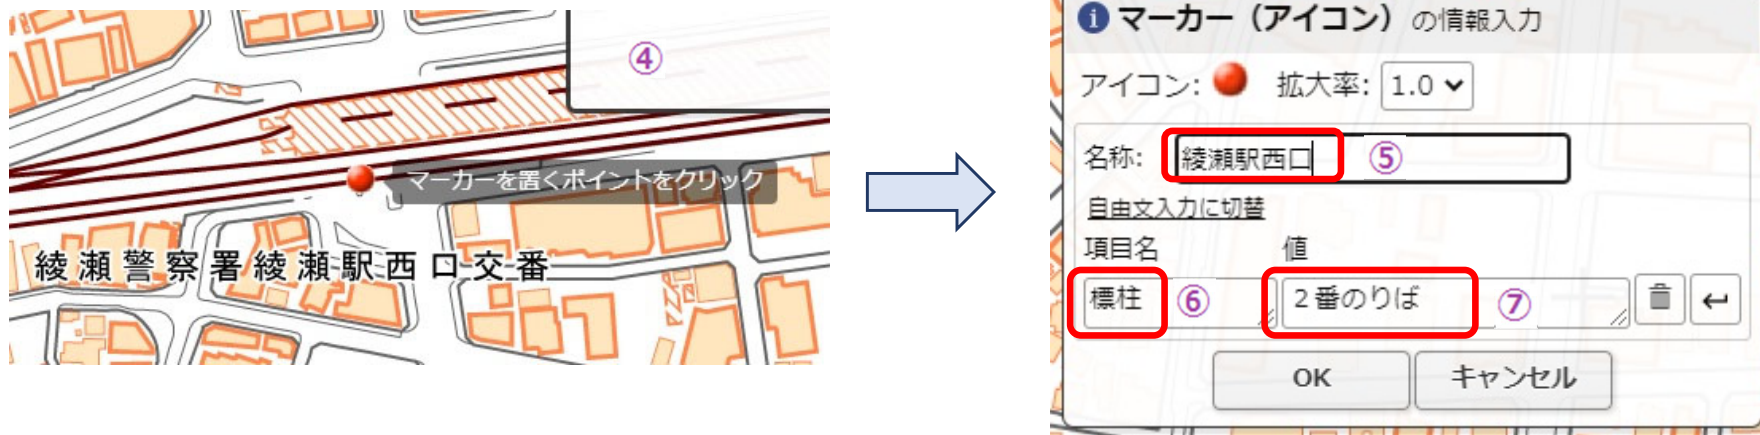 ④
マーカーを置くポイントをクリック
綾瀬警察署綾瀬駅西口交番
マーカー（アイコン）の情報入力
アイコン: 拡大率: 1.0
名称: 綾瀬駅西口 ⑤
自由文入力に切替
項目名 値
標柱 ⑥ ２番のりば ⑦
OK キャンセル